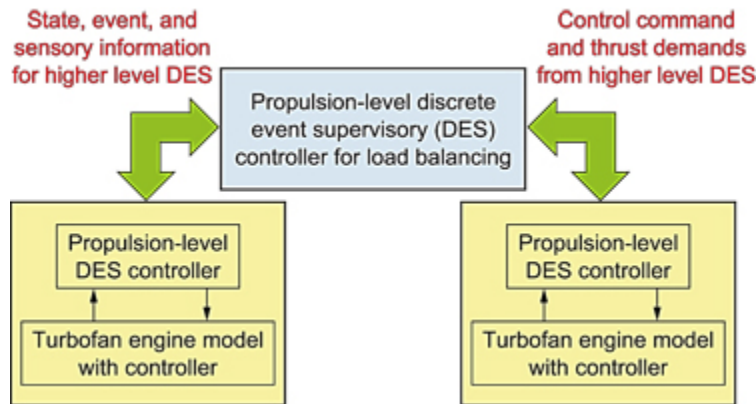 State, event, and
sensory information
for higher level DES
Control command
and thrust demands
from higher level DES
Propulsion-level discrete
event supervisory (DES)
controller for load balancing
Propulsion-level
DES controller
Turbofan engine model
with controller
Propulsion-level
DES controller
Turbofan engine model
with controller